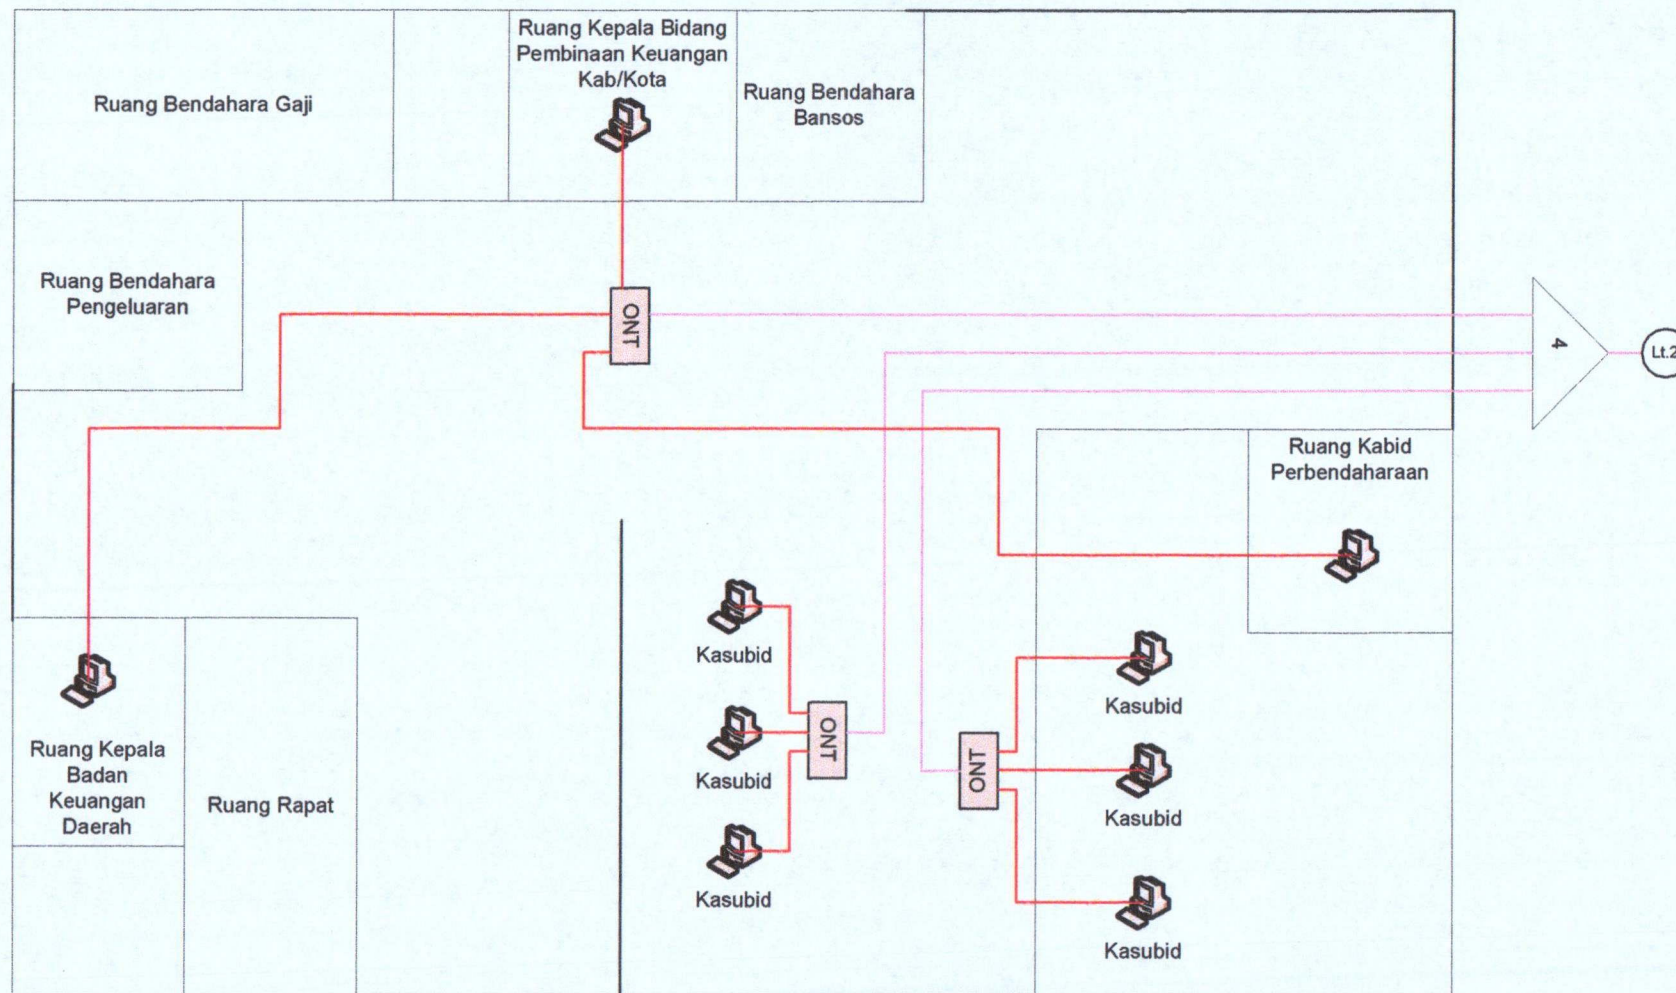 Ruang Kepala Bidang
Pembinaan Keuangan
Kab/Kota
Ruang Bendahara Gaji
Ruang Bendahara
Bansos
Ruang Bendahara
Pengeluaran
ONT
4
Lt.2
Ruang Kabid
Perbendaharaan
Kasubid
Kasubid
Kasubid
ONT
ONT
Kasubid
Kasubid
Kasubid
Ruang Kepala
Badan
Keuangan
Daerah
Ruang Rapat